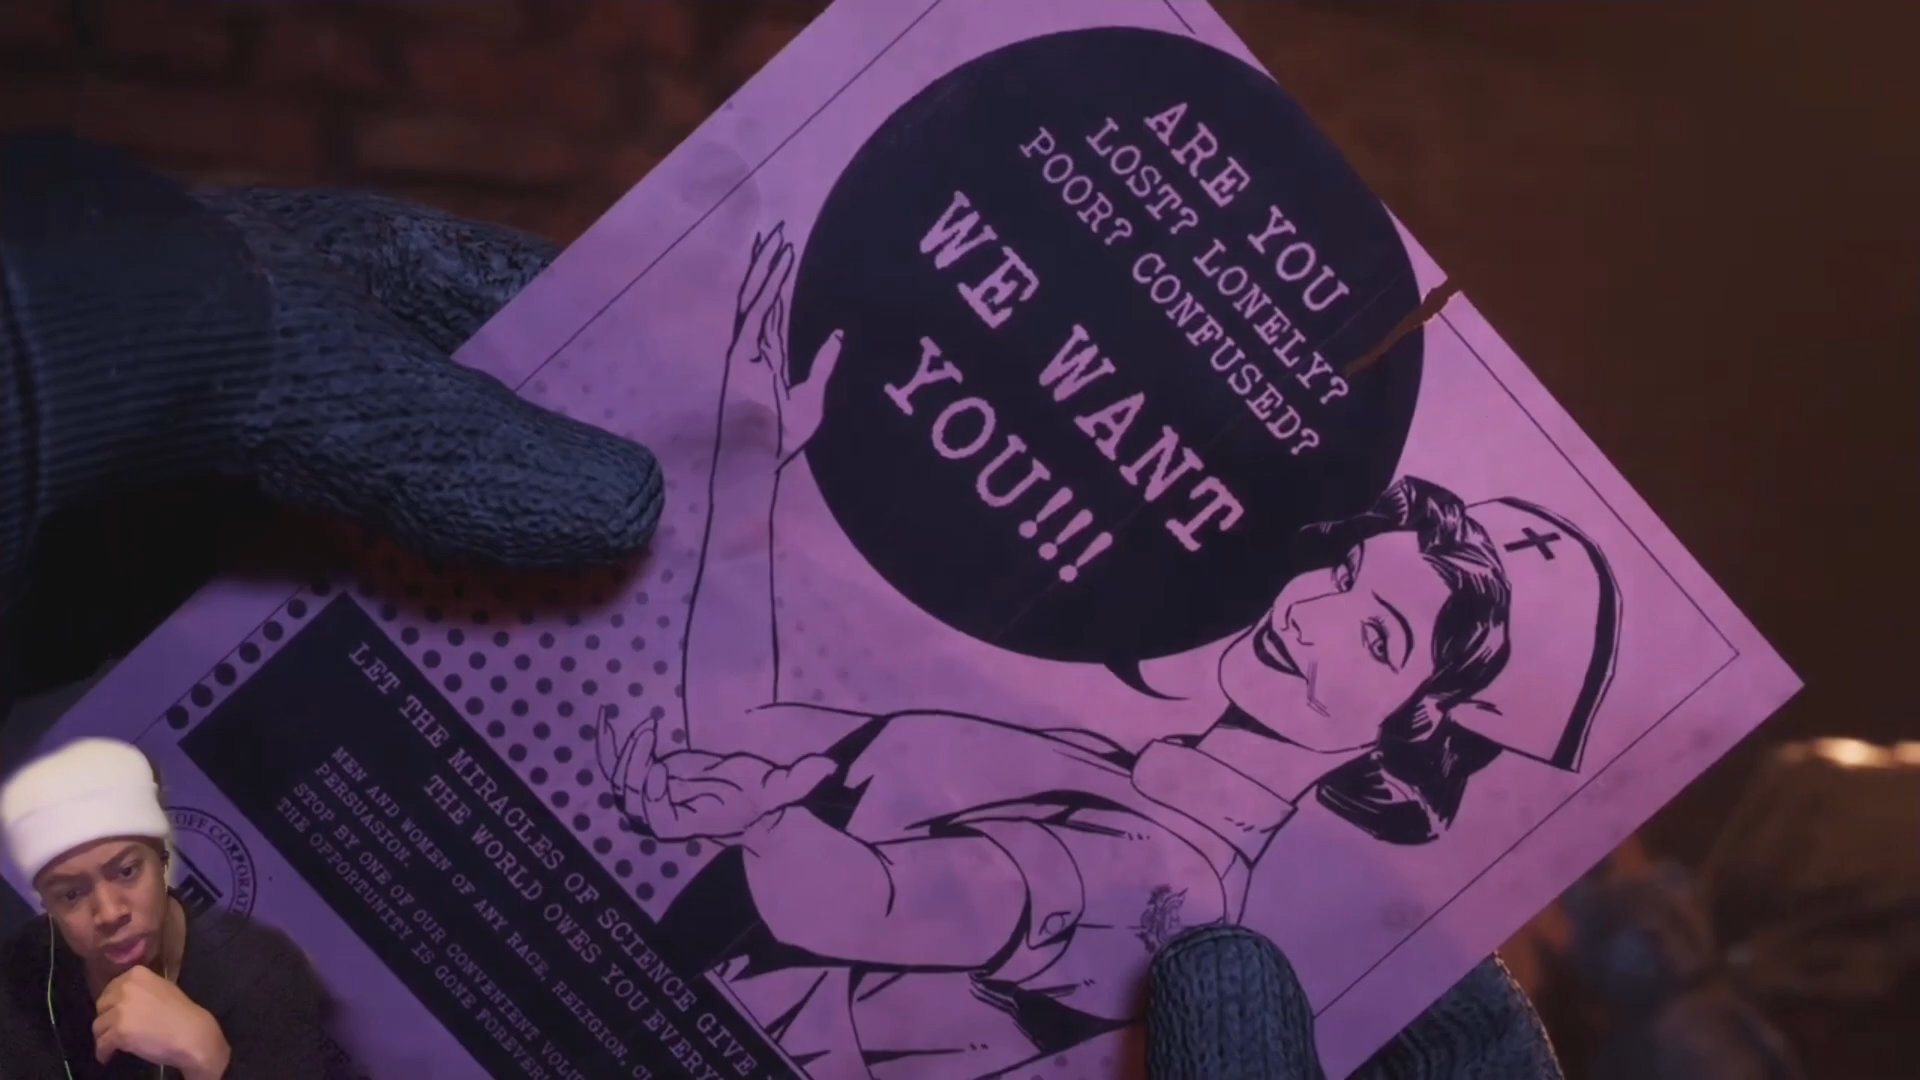 ARE YOU
LOST? LONELY?
POOR? CONFUSED?
WE WANT
YOU!!!
LET THE MIRACLES OF SCIENCE GIVE
THE WORLD OWES YOU EVERY
MEN AND WOMEN OF ANY RACE, RELIGION,
PERSUASION.
STOP BY ONE OF OUR CONVENIENT
THE OPPORTUNITY IS GONE FOREVER!
CORPORATE